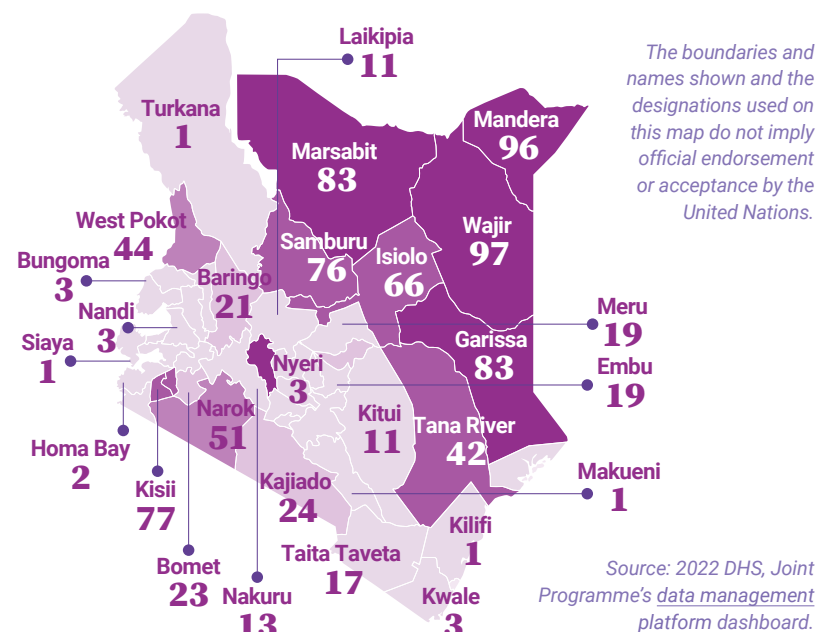 Laikipia
11
The boundaries and
names shown and the
designations used on
this map do not imply
official endorsement
or acceptance by the
United Nations.
Turkana
1
Mandera
96
Marsabit
83
West Pokot
44
Samburu
76
Isiolo
66
Wajir
97
Bungoma
3
Baringo
21
Nandi
3
Meru
19
Siaya
1
Garissa
83
Nyeri
3
Embu
19
Narok
51
Kitui
11
Tana River
42
Homa Bay
2
Kisii
77
Kajiado
24
Makueni
1
Kilifi
1
Taita Taveta
17
Bomet
23
Nakuru
13
Kwale
3
Source: 2022 DHS, Joint
Programme’s data management
platform dashboard.